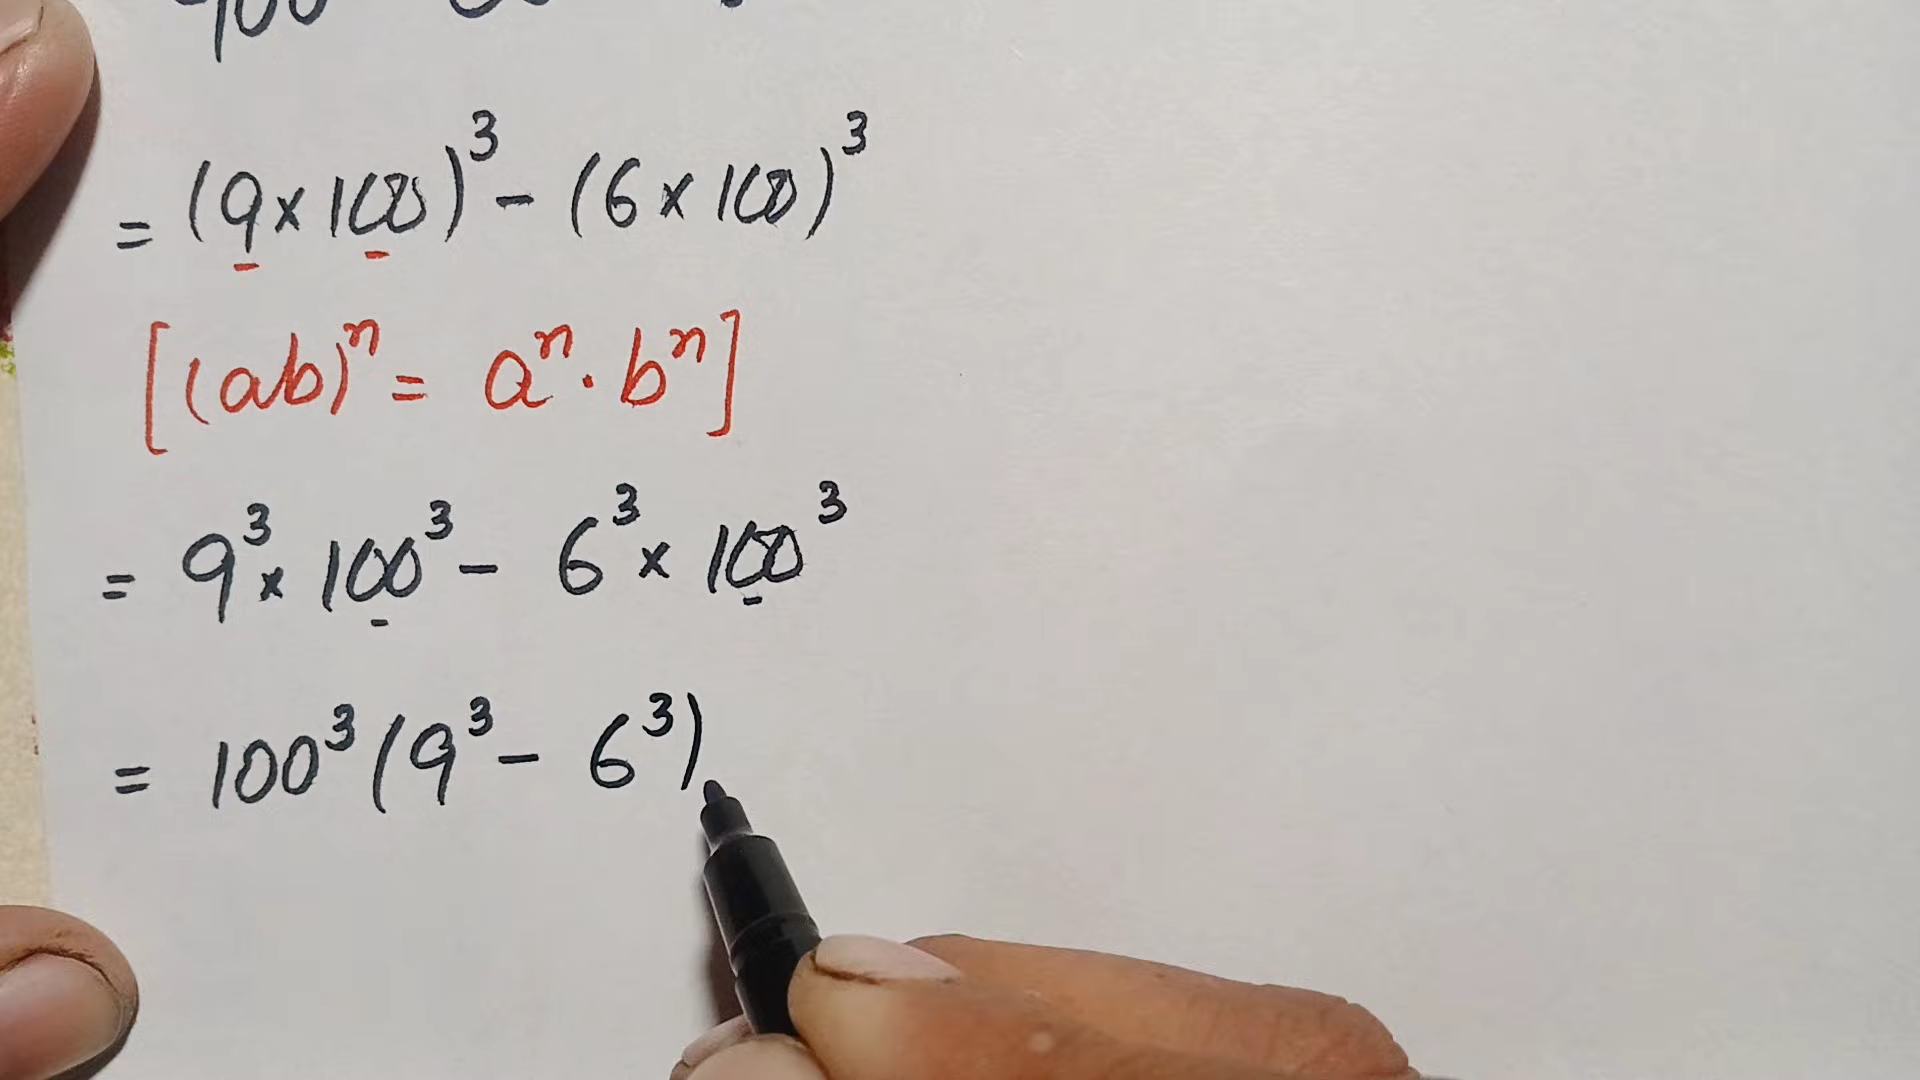 = (9 × 100)³ - (6 × 100)³
[(ab)ⁿ = aⁿ · bⁿ]
= 9³ × 100³ - 6³ × 100³
= 100³ (9³ - 6³)